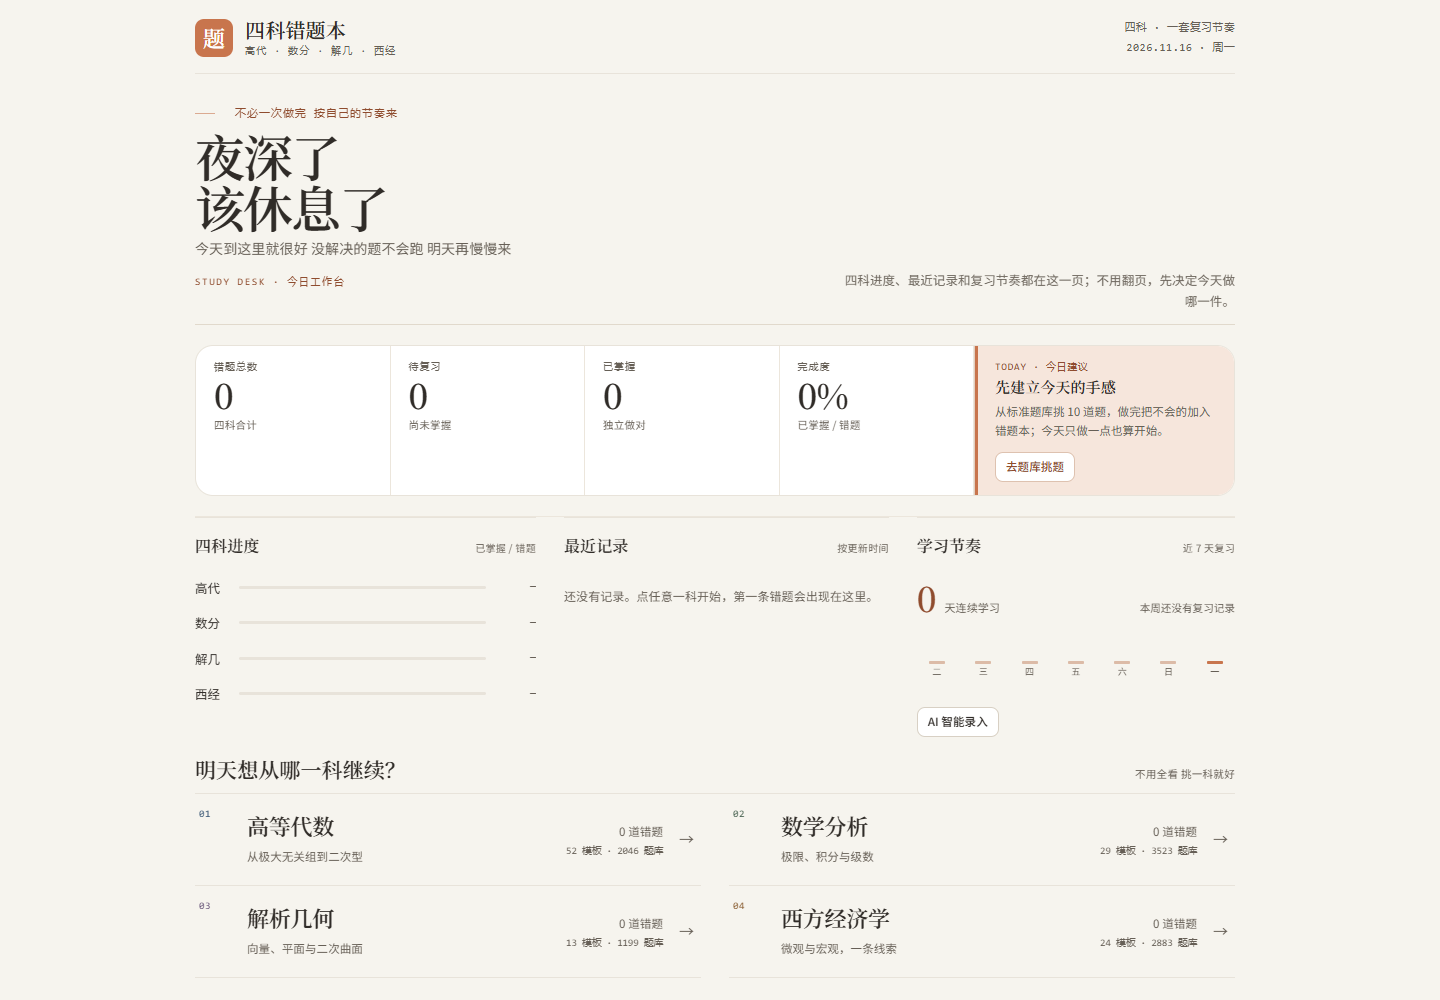 题
四科错题本
高代 · 数分 · 解几 · 西经
四科 · 一套复习节奏
2026.11.16 · 周一
不必一次做完 按自己的节奏来
夜深了
该休息了
今天到这里就很好 没解决的题不会跑 明天再慢慢来
STUDY DESK · 今日工作台
四科进度、最近记录和复习节奏都在这一页；不用翻页，先决定今天做
哪一件。
错题总数
0
四科合计
待复习
0
尚未掌握
已掌握
0
独立做对
完成度
0%
已掌握 / 错题
TODAY · 今日建议
先建立今天的手感
从标准题库挑 10 道题，做完把不会的加入
错题本；今天只做一点也算开始。
去题库挑题
四科进度
已掌握 / 错题
高代 –
数分 –
解几 –
西经 –
最近记录
按更新时间
还没有记录。点任意一科开始，第一条错题会出现在这里。
学习节奏
近 7 天复习
0 天连续学习
本周还没有复习记录
二 三 四 五 六 日 一
AI 智能录入
明天想从哪一科继续？
不用全看 挑一科就好
01
高等代数
从极大无关组到二次型
0 道错题
52 模板 · 2046 题库
→
02
数学分析
极限、积分与级数
0 道错题
29 模板 · 3523 题库
→
03
解析几何
向量、平面与二次曲面
0 道错题
13 模板 · 1199 题库
→
04
西方经济学
微观与宏观，一条线索
0 道错题
24 模板 · 2883 题库
→